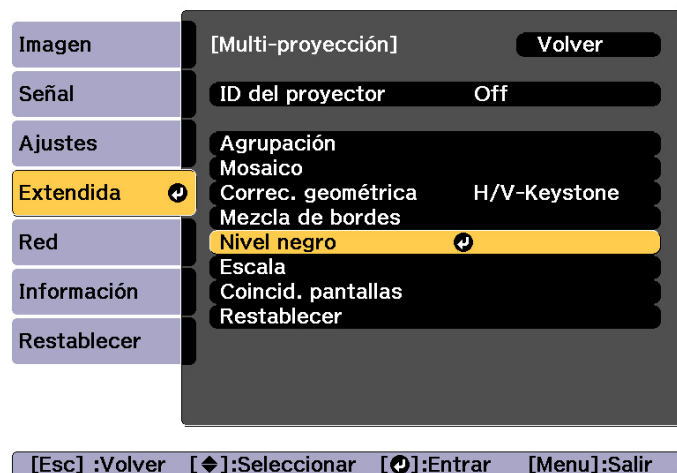 Imagen
Señal
Ajustes
Extendida
Red
Información
Restablecer
[Multi-proyección] Volver
ID del proyector Off
Agrupación
Mosaico
Correc. geométrica H/V-Keystone
Mezcla de bordes
Nivel negro
Escala
Coincid. pantallas
Restablecer
[Esc] :Volver [◆]:Seleccionar [↵]:Entrar [Menu]:Salir